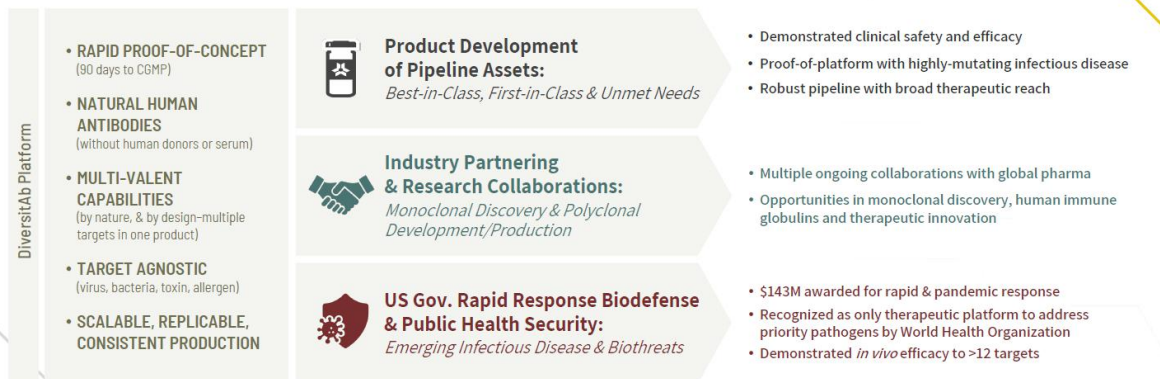 DiversitAb Platform
• RAPID PROOF-OF-CONCEPT
(90 days to CGMP)
• NATURAL HUMAN
ANTIBODIES
(without human donors or serum)
• MULTI-VALENT
CAPABILITIES
(by nature, & by design–multiple
targets in one product)
• TARGET AGNOSTIC
(virus, bacteria, toxin, allergen)
• SCALABLE, REPLICABLE,
CONSISTENT PRODUCTION
Product Development
of Pipeline Assets:
Best-in-Class, First-in-Class & Unmet Needs
• Demonstrated clinical safety and efficacy
• Proof-of-platform with highly-mutating infectious disease
• Robust pipeline with broad therapeutic reach
Industry Partnering
& Research Collaborations:
Monoclonal Discovery & Polyclonal
Development/Production
• Multiple ongoing collaborations with global pharma
• Opportunities in monoclonal discovery, human immune
globulins and therapeutic innovation
US Gov. Rapid Response Biodefense
& Public Health Security:
Emerging Infectious Disease & Biothreats
• $143M awarded for rapid & pandemic response
• Recognized as only therapeutic platform to address
priority pathogens by World Health Organization
• Demonstrated in vivo efficacy to >12 targets